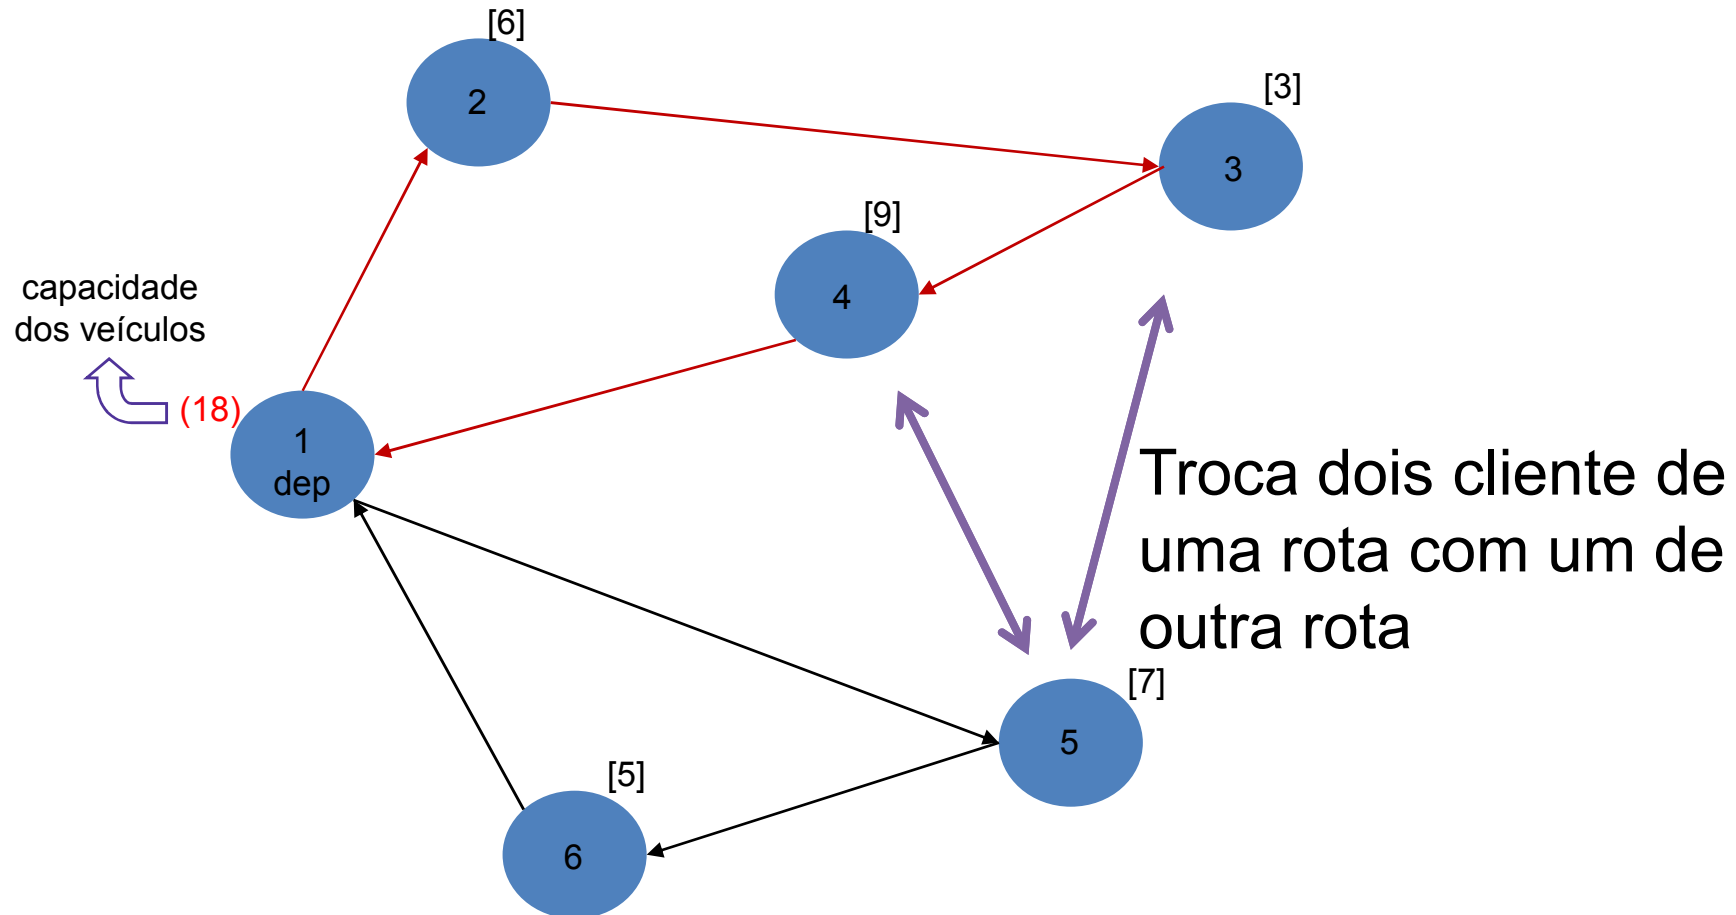 [6]
2
[3]
3
[9]
4
capacidade
dos veículos
(18)
1
dep
Troca dois cliente de
uma rota com um de
outra rota
[7]
5
[5]
6